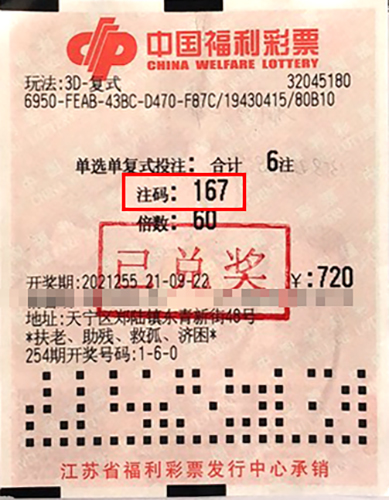 中国福利彩票
CHINA WELFARE LOTTERY
玩法:3D-复式 32045180
6950-FEAB-43BC-D470-F87C/19430415/80B10
单选单复式投注: 合计 6注
注码: 167
倍数: 60
已兑奖
开奖期:2021255 21-09-22 ¥:720
地址:天宁区郑陆镇东青新街48号
*扶老、助残、救孤、济困*
254期开奖号码:1-6-0
江苏省福利彩票发行中心承销